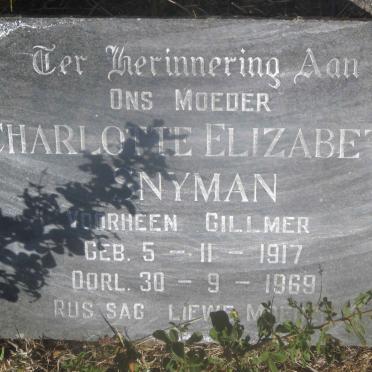 Ter Herinnering Aan
ONS MOEDER
CHARLOTTE ELIZABET
NYMAN
VOORHEEN GILLMER
GEB. 5 - 11 - 1917
OORL. 30 - 9 - 1969
RUS SAG LIEWE